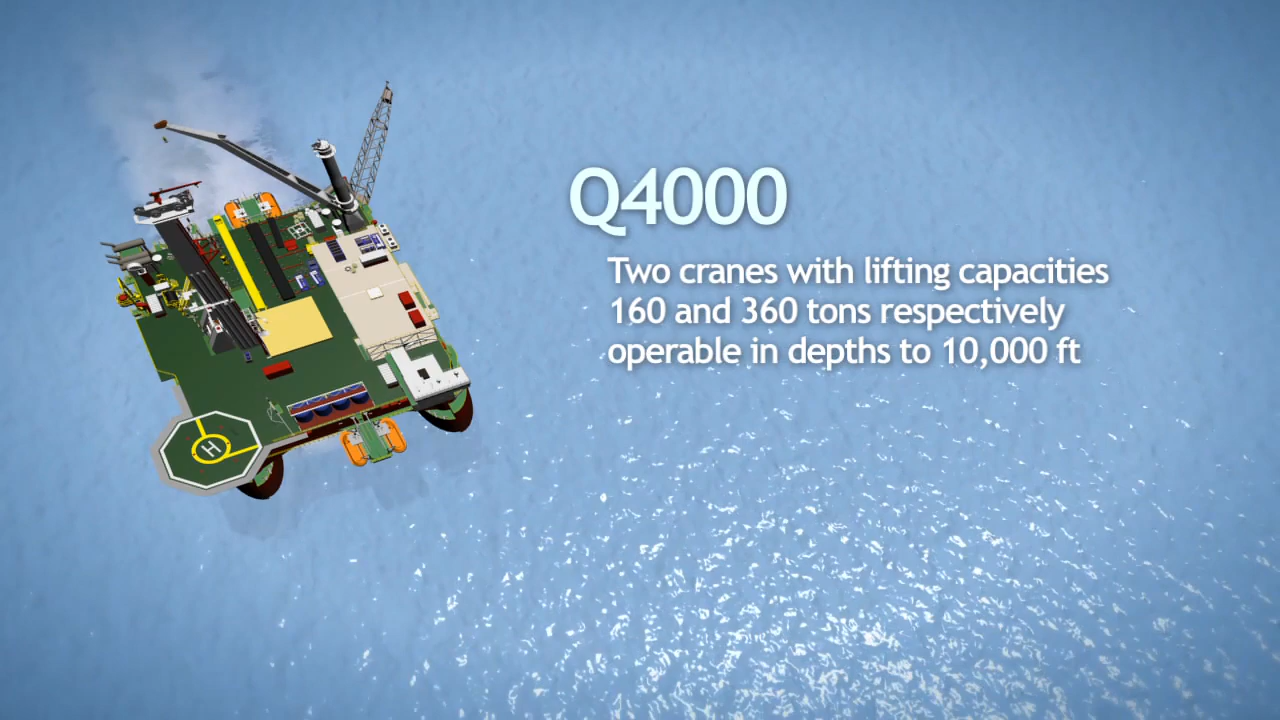 Q4000
Two cranes with lifting capacities
160 and 360 tons respectively
operable in depths to 10,000 ft
H